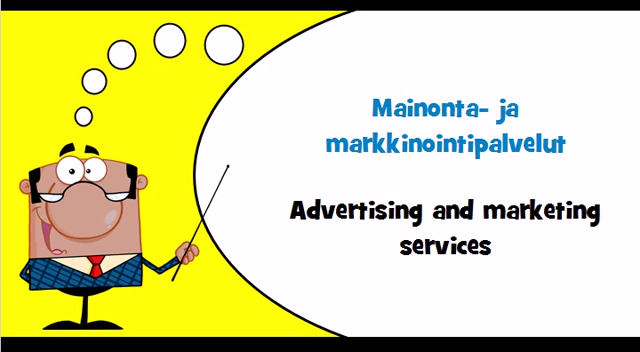 Mainonta- ja
markkinointipalvelut
Advertising and marketing
services